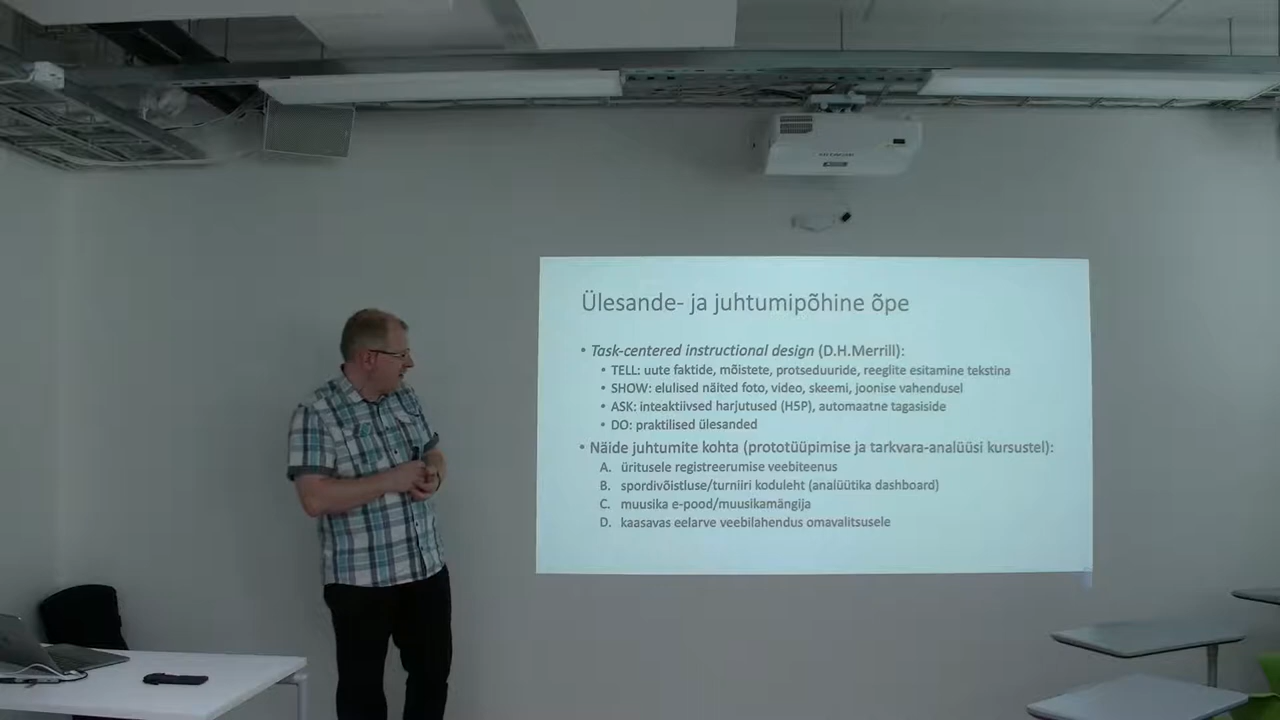 Ülesande- ja juhtumipõhine õpe
• Task-centered instructional design (D.H.Merrill):
• TELL: uute faktide, mõistete, protseduuride, reeglite esitamine tekstina
• SHOW: elulised näited foto, video, skeemi, joonise vahendusel
• ASK: inteaktiivsed harjutused (H5P), automaatne tagasiside
• DO: praktilised ülesanded
• Näide juhtumite kohta (prototüüpimise ja tarkvara-analüüsi kursustel):
A. üritusele registreerumise veebiteenus
B. spordivõistluse/turniiri koduleht (analüütika dashboard)
C. muusika e-pood/muusikamängija
D. kaasavas eelarve veebilahendus omavalitsusele